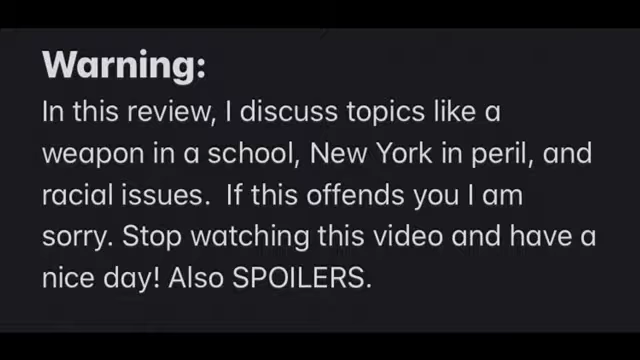 Warning:
In this review, I discuss topics like a
weapon in a school, New York in peril, and
racial issues.  If this offends you I am
sorry. Stop watching this video and have a
nice day! Also SPOILERS.